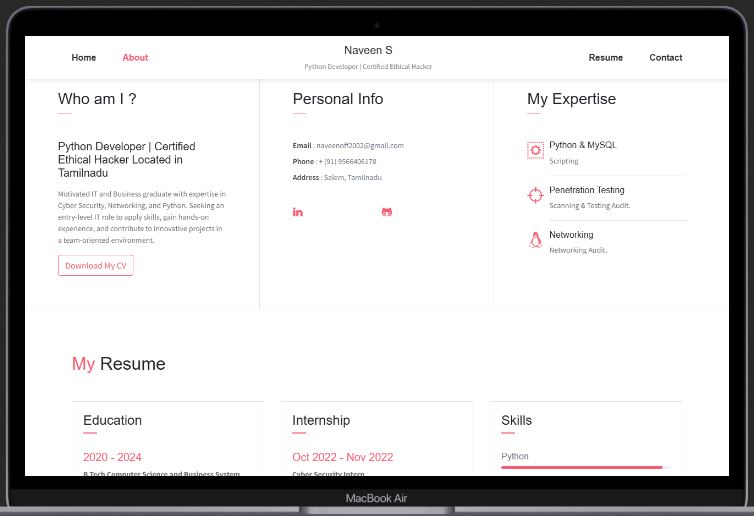 Home
About
Naveen S
Python Developer | Certified Ethical Hacker
Resume
Contact
Who am I ?
Python Developer | Certified
Ethical Hacker Located in
Tamilnadu
Motivated IT and Business graduate with expertise in
Cyber Security, Networking, and Python. Seeking an
entry-level IT role to apply skills, gain hands-on
experience, and contribute to innovative projects in
a team-oriented environment.
Download My CV
Personal Info
Email : naveenoff2002@gmail.com
Phone : + (91) 9566406178
Address : Salem, Tamilnadu
in
My Expertise
Python & MySQL
Scripting
Penetration Testing
Scanning & Testing Audit.
Networking
Networking Audit.
My Resume
Education
2020 - 2024
B.Tech Computer Science and Business System
Internship
Oct 2022 - Nov 2022
Cyber Security Intern
Skills
Python
MacBook Air